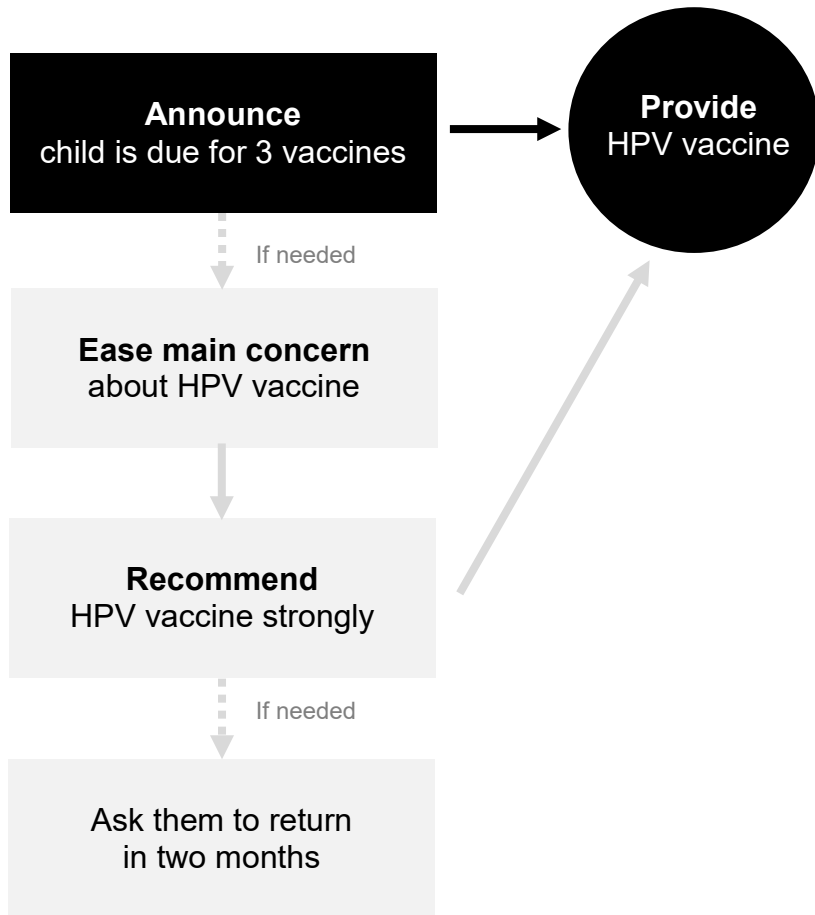 Announce
child is due for 3 vaccines
Provide
HPV vaccine
If needed
Ease main concern
about HPV vaccine
Recommend
HPV vaccine strongly
If needed
Ask them to return
in two months